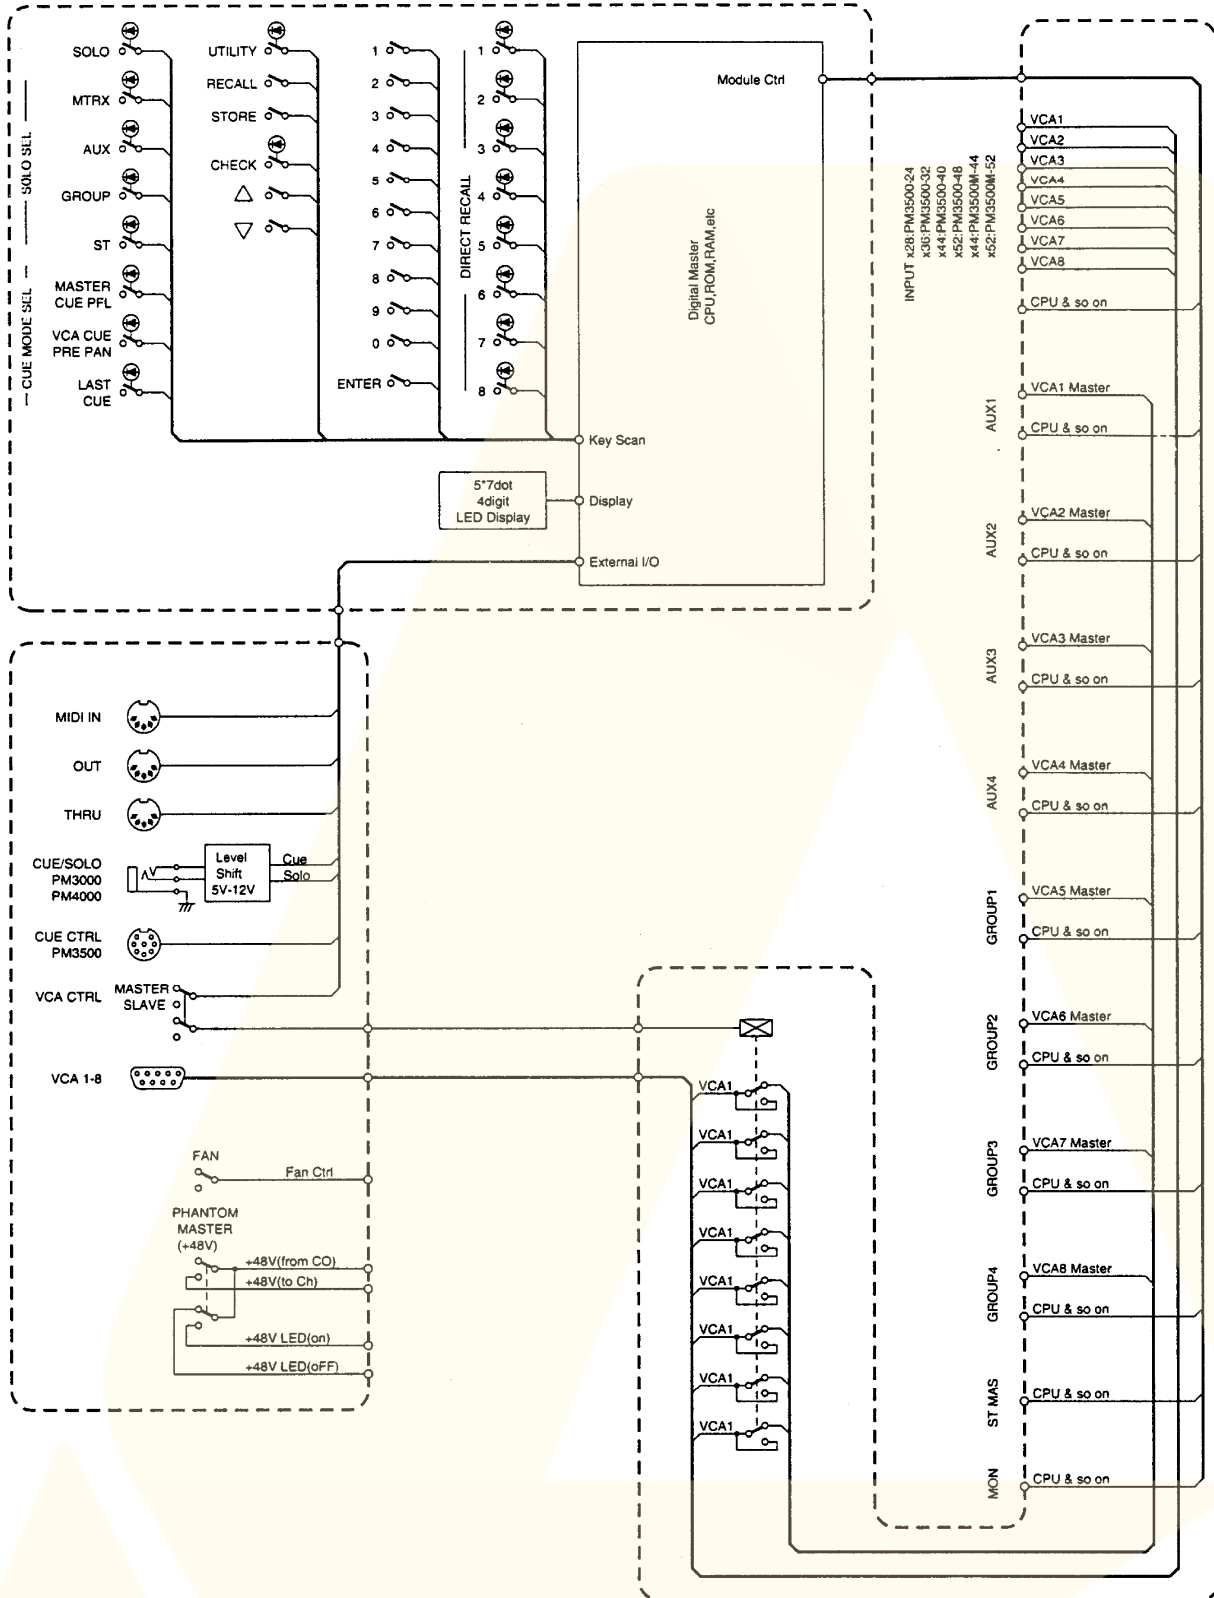 SOLO
MTRX
AUX
GROUP
ST
MASTER
CUE PFL
VCA CUE
PRE PAN
LAST
CUE
SOLO SEL
CUE MODE SEL
UTILITY
RECALL
STORE
CHECK
1
2
3
4
5
6
7
8
9
0
ENTER
DIRECT RECALL
1
2
3
4
5
6
7
8
Module Ctrl
Digital Master
CPU,ROM,RAM,etc
Key Scan
Display
External I/O
5*7dot
4digit
LED Display
INPUT x28:PM3500-24
x36:PM3500-32
x44:PM3500-40
x52:PM3500-48
x44:PM3500M-44
x52:PM3500M-52
VCA1
VCA2
VCA3
VCA4
VCA5
VCA6
VCA7
VCA8
CPU & so on
AUX1
VCA1 Master
CPU & so on
AUX2
VCA2 Master
CPU & so on
AUX3
VCA3 Master
CPU & so on
AUX4
VCA4 Master
CPU & so on
GROUP1
VCA5 Master
CPU & so on
GROUP2
VCA6 Master
CPU & so on
GROUP3
VCA7 Master
CPU & so on
GROUP4
VCA8 Master
CPU & so on
ST MAS
CPU & so on
MON
CPU & so on
MIDI IN
OUT
THRU
CUE/SOLO
PM3000
PM4000
Level
Shift
5V-12V
Cue
Solo
CUE CTRL
PM3500
VCA CTRL
MASTER
SLAVE
VCA 1-8
FAN
Fan Ctrl
PHANTOM
MASTER
(+48V)
+48V(from CO)
+48V(to Ch)
+48V LED(on)
+48V LED(oFF)
VCA1
VCA1
VCA1
VCA1
VCA1
VCA1
VCA1
VCA1